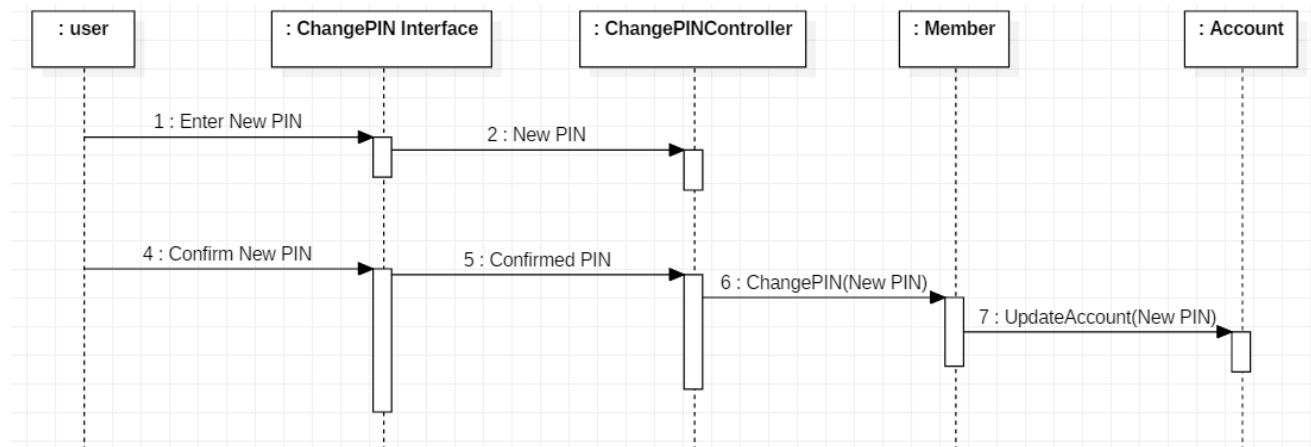 : user
: ChangePIN Interface
: ChangePINController
: Member
: Account
1 : Enter New PIN
2 : New PIN
4 : Confirm New PIN
5 : Confirmed PIN
6 : ChangePIN(New PIN)
7 : UpdateAccount(New PIN)